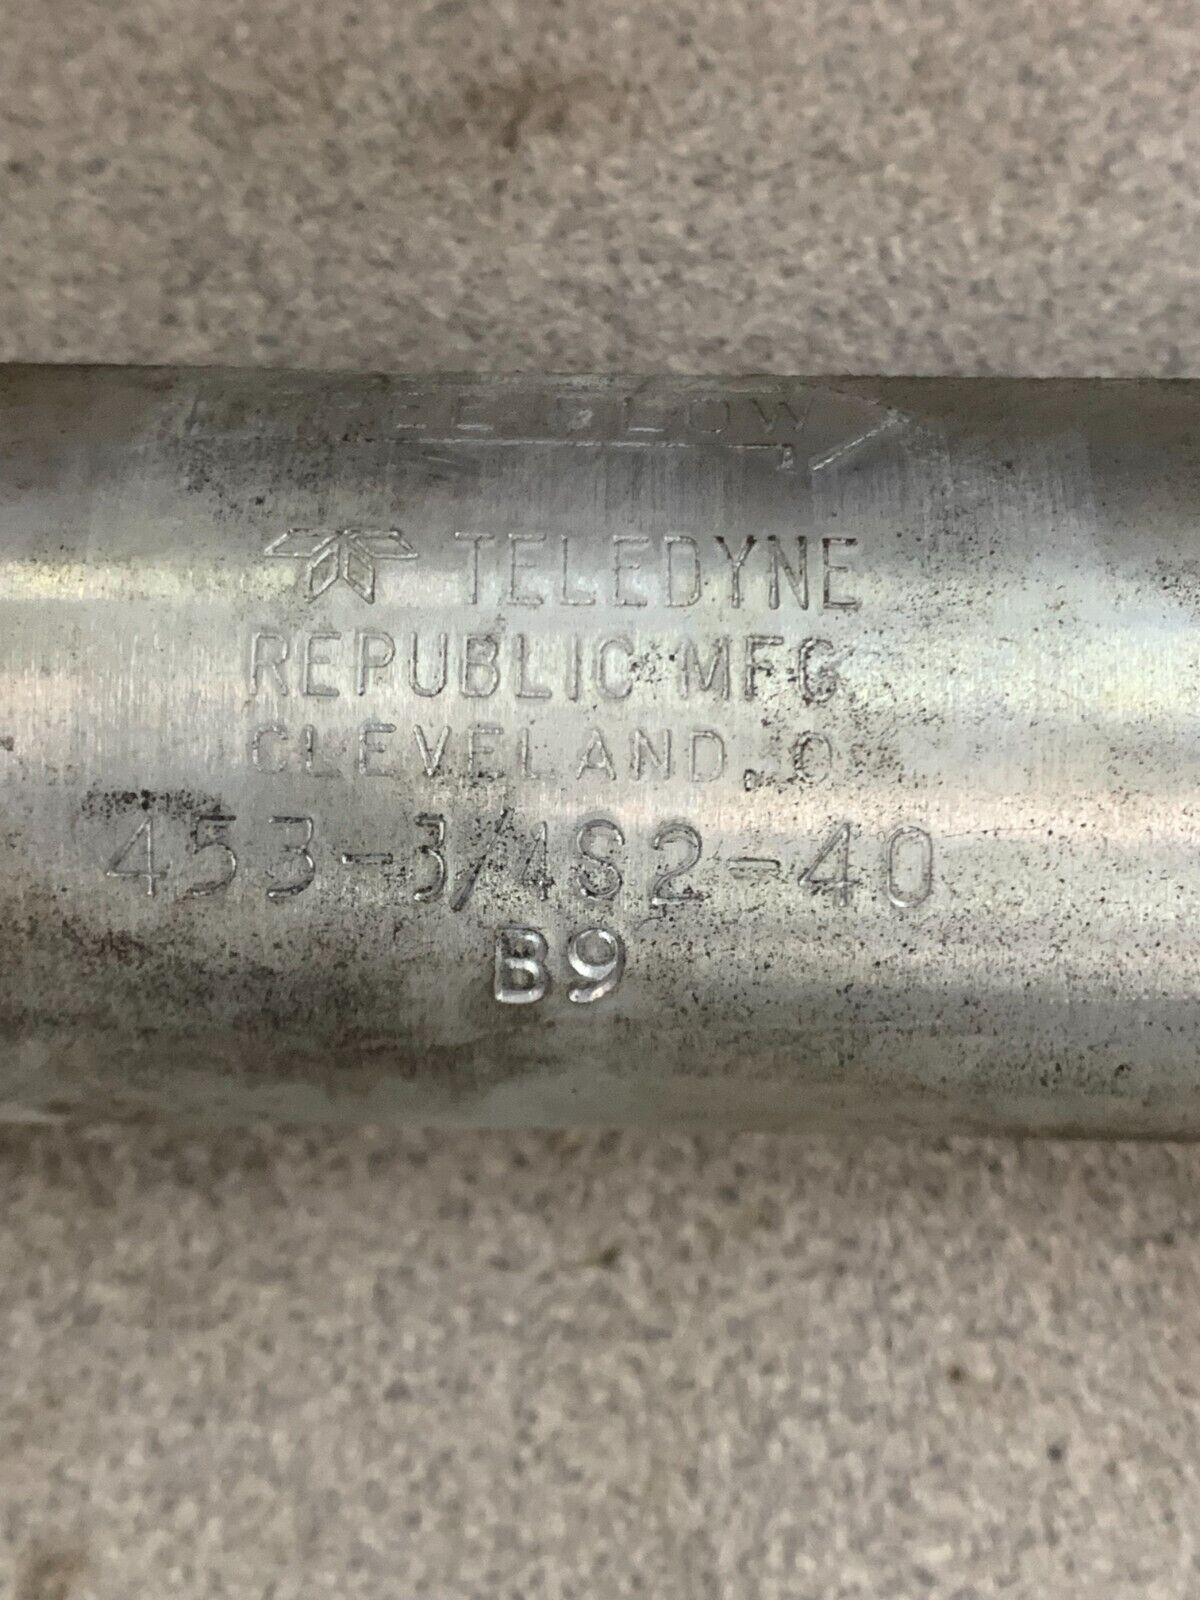 FREE FLOW
TELEDYNE
REPUBLIC MFG
CLEVELAND, O.
453-3/4S2-40
B9